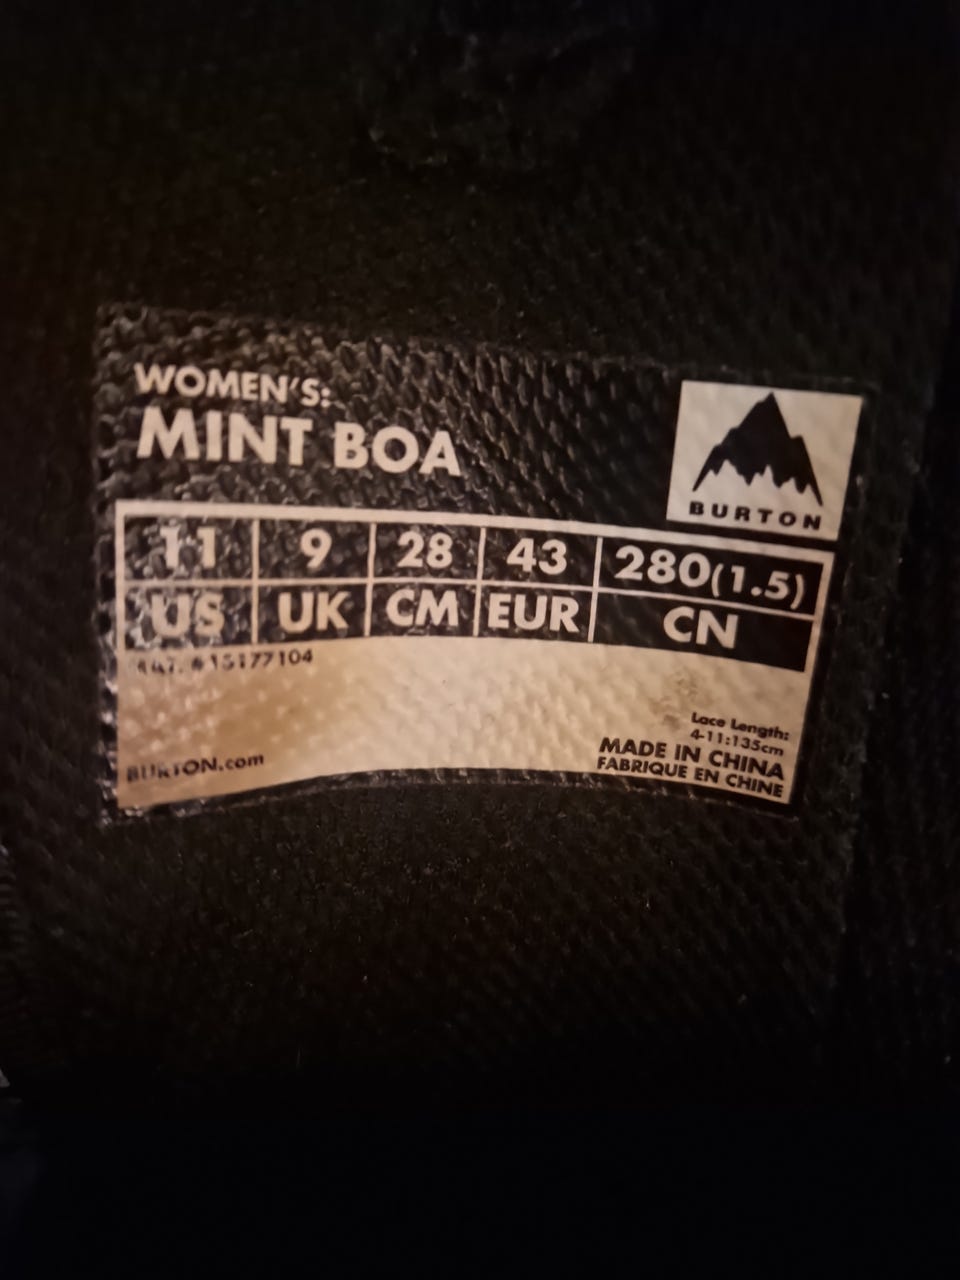 WOMEN'S:
MINT BOA
BURTON
11 9 28 43 280(1.5)
US UK CM EUR CN
#13177104
Lace Length:
4-11:135cm
MADE IN CHINA
FABRIQUE EN CHINE
BURTON.com